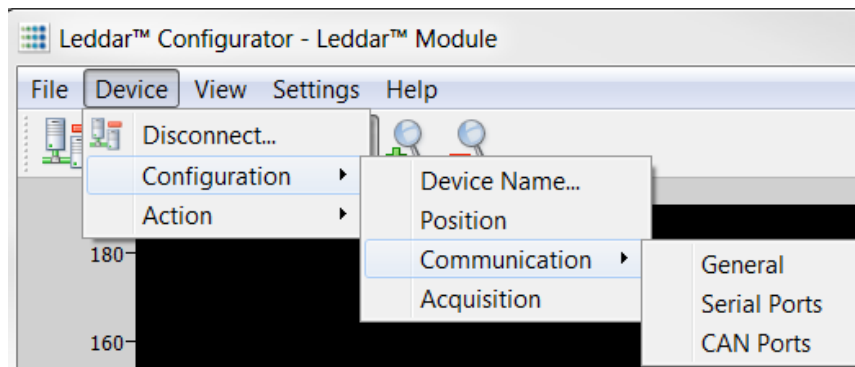 Leddar™ Configurator - Leddar™ Module
File Device View Settings Help
Disconnect...
Configuration
Device Name...
Action
Position
180
Communication
General
Acquisition
Serial Ports
160
CAN Ports